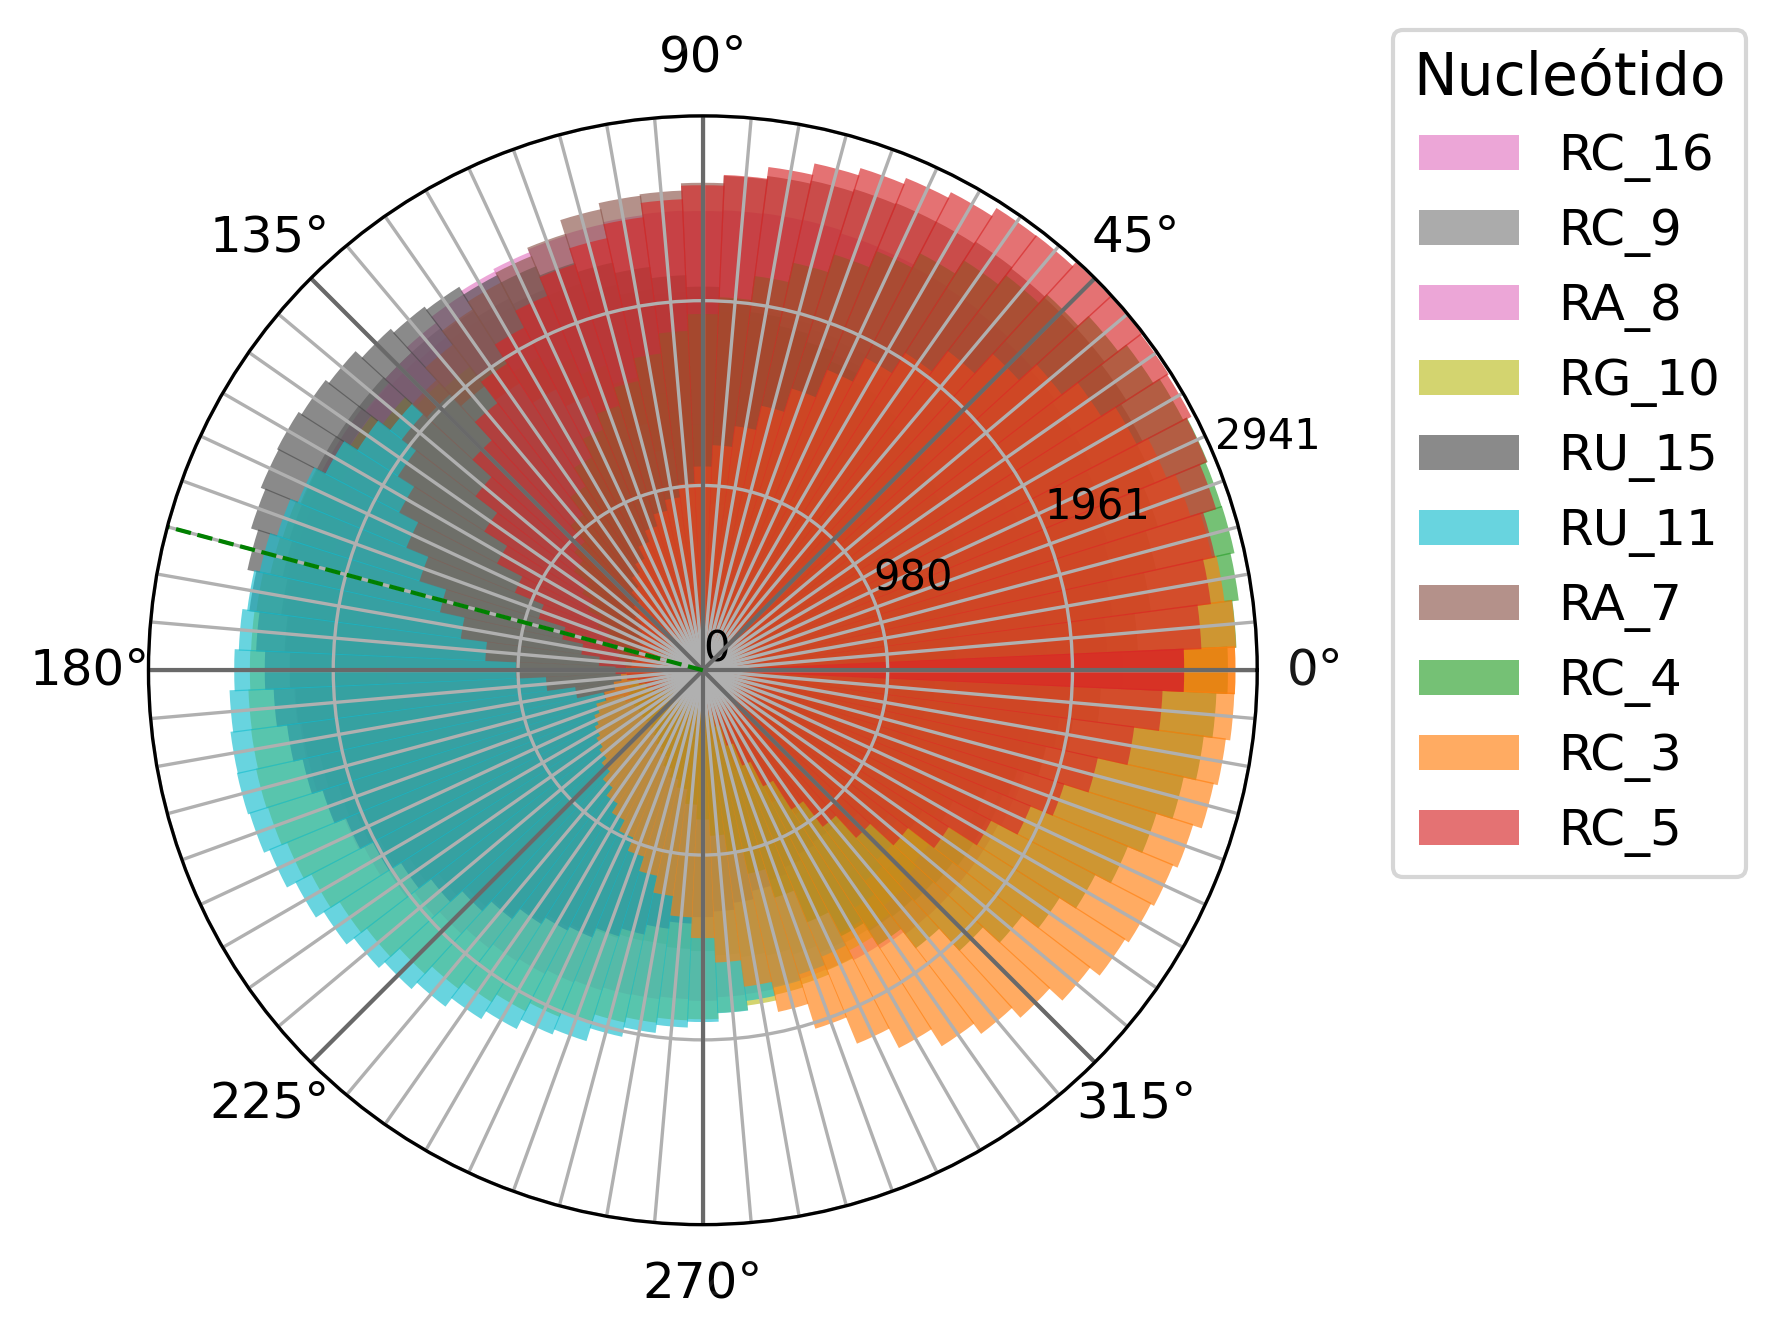 90°
135°
45°
180°
0°
225°
315°
270°
2941
1961
980
0
Nucleótido
RC_16
RC_9
RA_8
RG_10
RU_15
RU_11
RA_7
RC_4
RC_3
RC_5